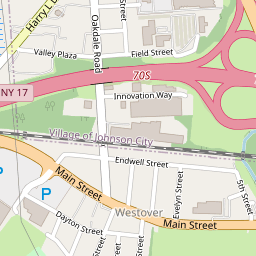 Harry L
Oakdale Road
Valley Plaza
Field Street
70S
NY 17
Innovation Way
Village of Johnson City
Endwell Street
P
Main Street
5th Street
Evelyn Street
Westover
Main Street
Dayton Street
P